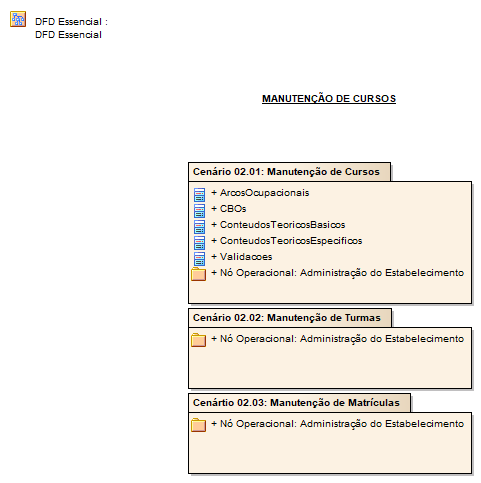 DFD Essencial :
DFD Essencial
MANUTENÇÃO DE CURSOS
Cenário 02.01: Manutenção de Cursos
+ ArcosOcupacionais
+ CBOs
+ ConteudosTeoricosBasicos
+ ConteudosTeoricosEspecificos
+ Validacoes
+ Nó Operacional: Administração do Estabelecimento
Cenário 02.02: Manutenção de Turmas
+ Nó Operacional: Administração do Estabelecimento
Cenártio 02.03: Manutenção de Matrículas
+ Nó Operacional: Administração do Estabelecimento